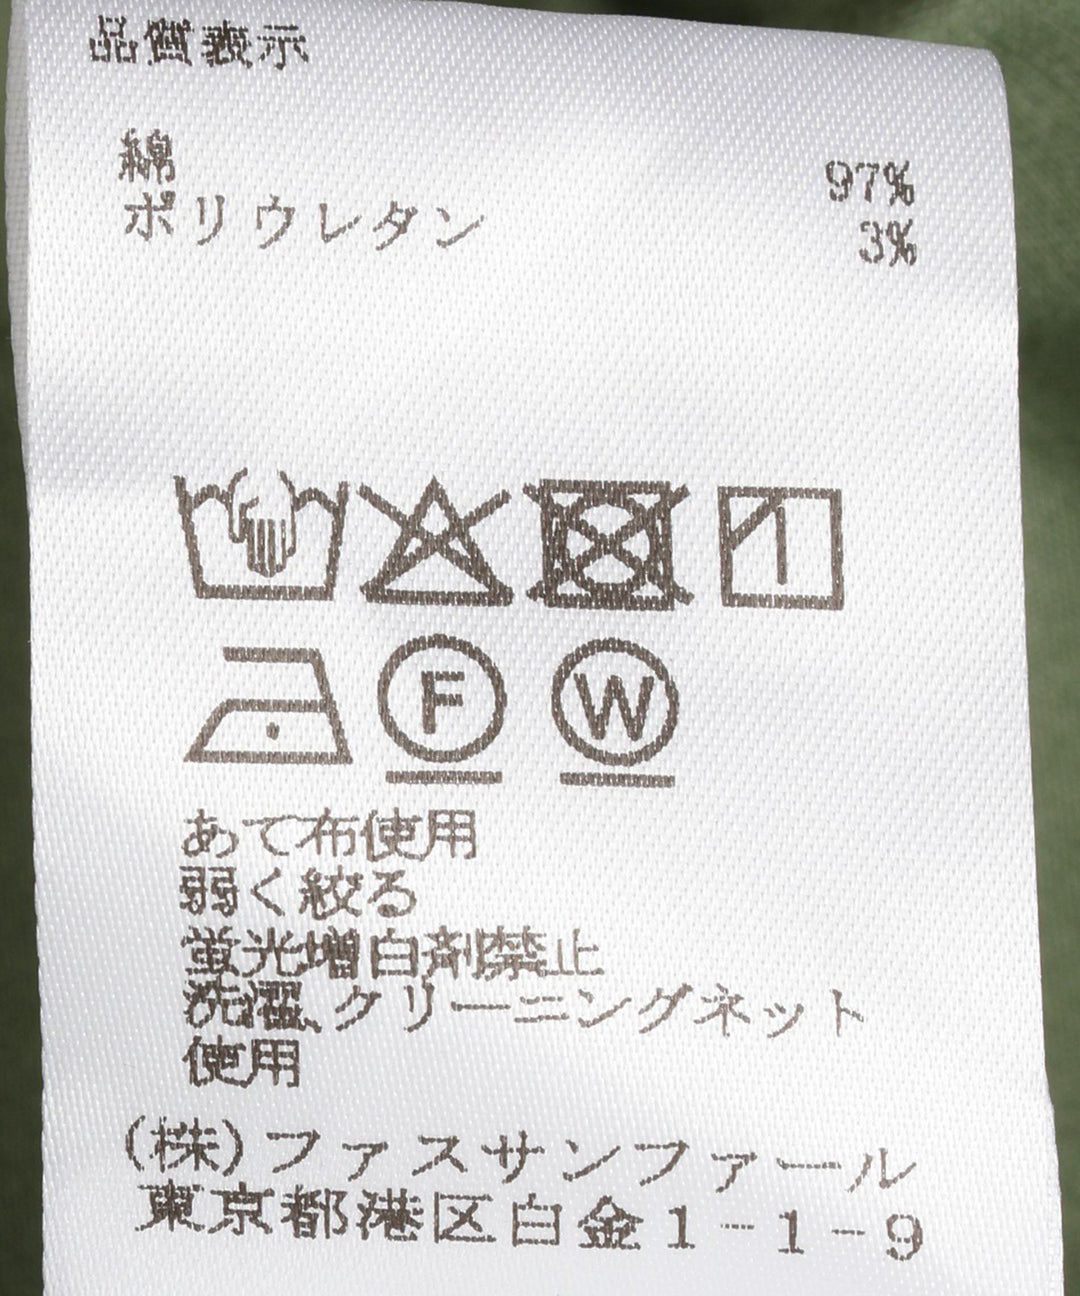 品質表示
綿 97%
ポリウレタン 3%
F W
あて布使用
弱く絞る
蛍光増白剤禁止
洗濯、クリーニングネット
使用
(株)ファスサンファール
東京都港区白金1-1-9